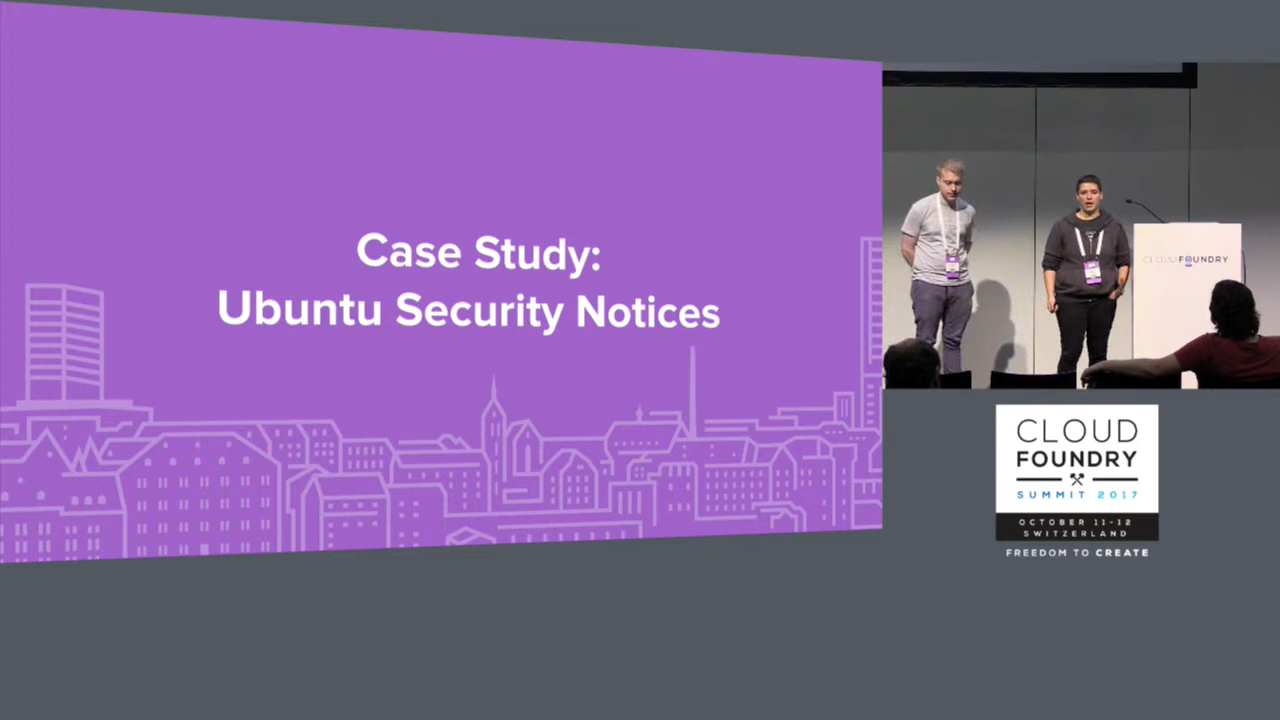 Case Study:
Ubuntu Security Notices
CLOUD FOUNDRY
CLOUD
FOUNDRY
SUMMIT 2017
OCTOBER 11-12
SWITZERLAND
FREEDOM TO CREATE